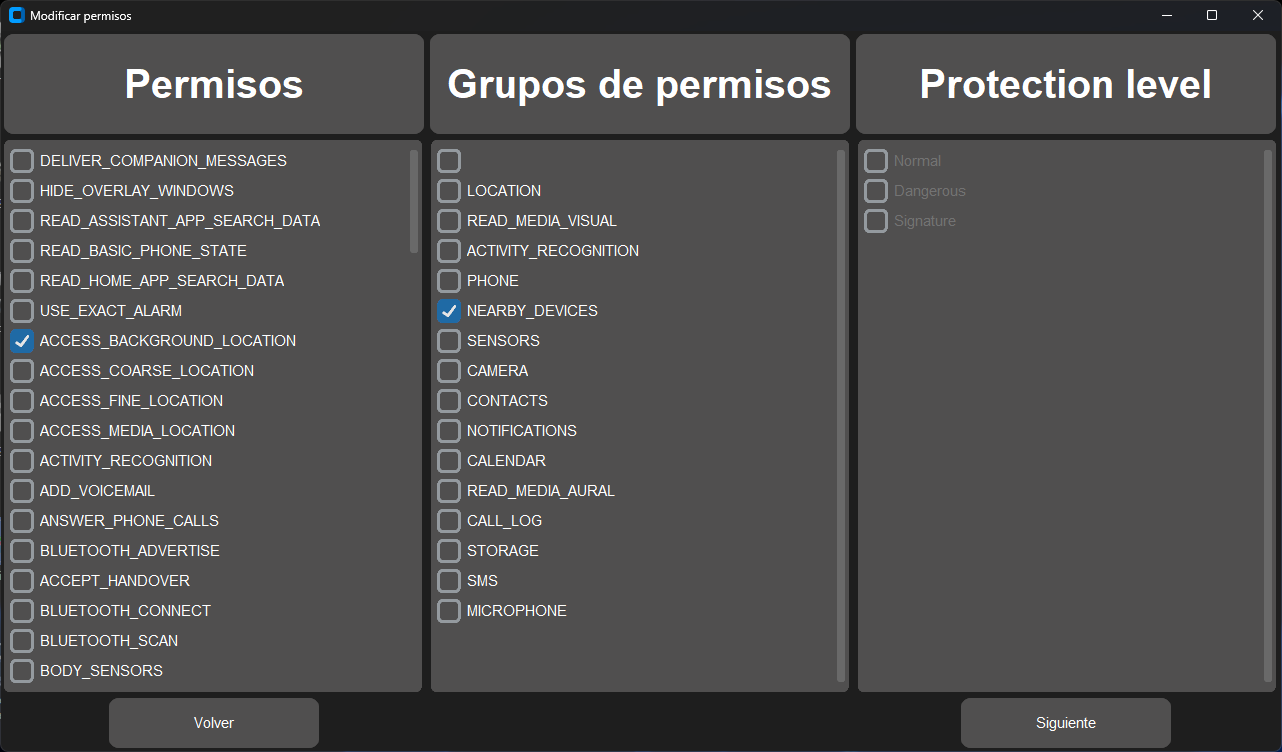 Modificar permisos
Permisos
Grupos de permisos
Protection level
DELIVER_COMPANION_MESSAGES
HIDE_OVERLAY_WINDOWS
READ_ASSISTANT_APP_SEARCH_DATA
READ_BASIC_PHONE_STATE
READ_HOME_APP_SEARCH_DATA
USE_EXACT_ALARM
ACCESS_BACKGROUND_LOCATION
ACCESS_COARSE_LOCATION
ACCESS_FINE_LOCATION
ACCESS_MEDIA_LOCATION
ACTIVITY_RECOGNITION
ADD_VOICEMAIL
ANSWER_PHONE_CALLS
BLUETOOTH_ADVERTISE
ACCEPT_HANDOVER
BLUETOOTH_CONNECT
BLUETOOTH_SCAN
BODY_SENSORS
LOCATION
READ_MEDIA_VISUAL
ACTIVITY_RECOGNITION
PHONE
NEARBY_DEVICES
SENSORS
CAMERA
CONTACTS
NOTIFICATIONS
CALENDAR
READ_MEDIA_AURAL
CALL_LOG
STORAGE
SMS
MICROPHONE
Normal
Dangerous
Signature
Volver
Siguiente